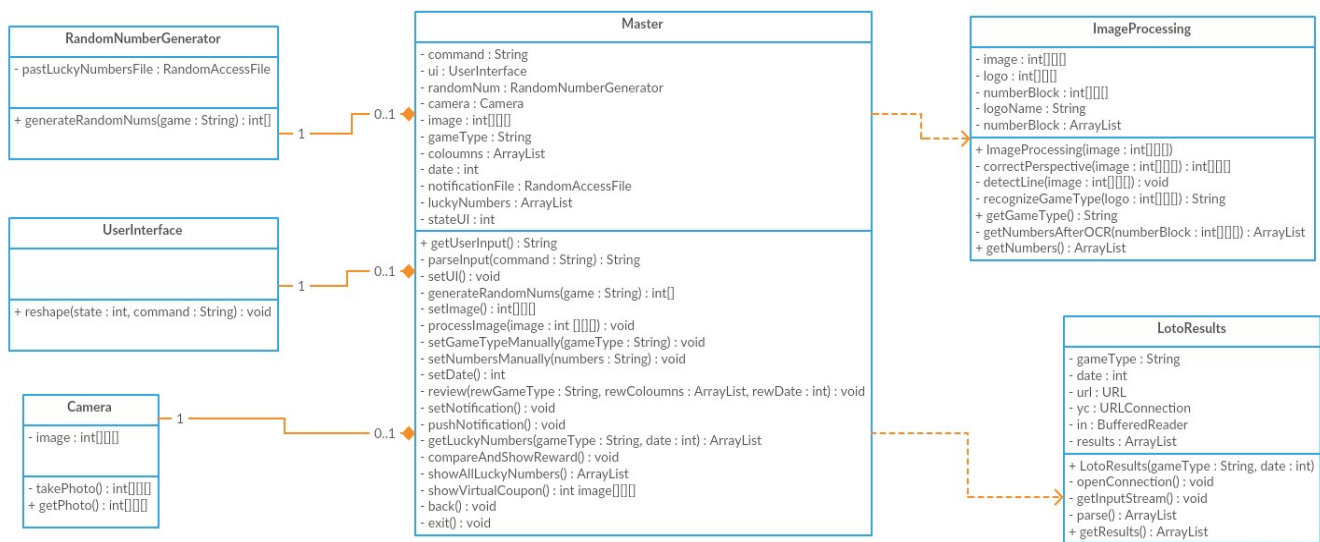 RandomNumberGenerator
- pastLuckyNumbersFile : RandomAccessFile
+ generateRandomNums(game : String) : int[]
1
0..1
UserInterface
+ reshape(state : int, command : String) : void
1
0..1
Camera
- image : int[][][]
- takePhoto() : int[][][]
+ getPhoto() : int[][][]
1
0..1
Master
- command : String
- ui : UserInterface
- randomNum : RandomNumberGenerator
- camera : Camera
- image : int[][][]
- gameType : String
- coloumns : ArrayList
- date : int
- notificationFile : RandomAccessFile
- luckyNumbers : ArrayList
- stateUI : int
+ getUserInput() : String
- parseInput(command : String) : String
- setUI() : void
- generateRandomNums(game : String) : int[]
- setImage() : int[][][]
- processImage(image : int [][][]) : void
- setGameTypeManually(gameType : String) : void
- setNumbersManually(numbers : String) : void
- setDate() : int
- review(rewGameType : String, rewColoumns : ArrayList, rewDate : int) : void
- setNotification() : void
- pushNotification() : void
- getLuckyNumbers(gameType : String, date : int) : ArrayList
- compareAndShowReward() : void
- showAllLuckyNumbers() : ArrayList
- showVirtualCoupon() : int image[][][]
- back() : void
- exit() : void
ImageProcessing
- image : int[][][]
- logo : int[][][]
- numberBlock : int[][][]
- logoName : String
- numberBlock : ArrayList
+ ImageProcessing(image : int[][][])
- correctPerspective(image : int[][][]) : int[][][]
- detectLine(image : int[][][]) : void
- recognizeGameType(logo : int[][][]) : String
+ getGameType() : String
- getNumbersAfterOCR(numberBlock : int[][][]) : ArrayList
+ getNumbers() : ArrayList
LotoResults
- gameType : String
- date : int
- url : URL
- yc : URLConnection
- in : BufferedReader
- results : ArrayList
+ LotoResults(gameType : String, date : int)
- openConnection() : void
- getInputStream() : void
- parse() : ArrayList
+ getResults() : ArrayList